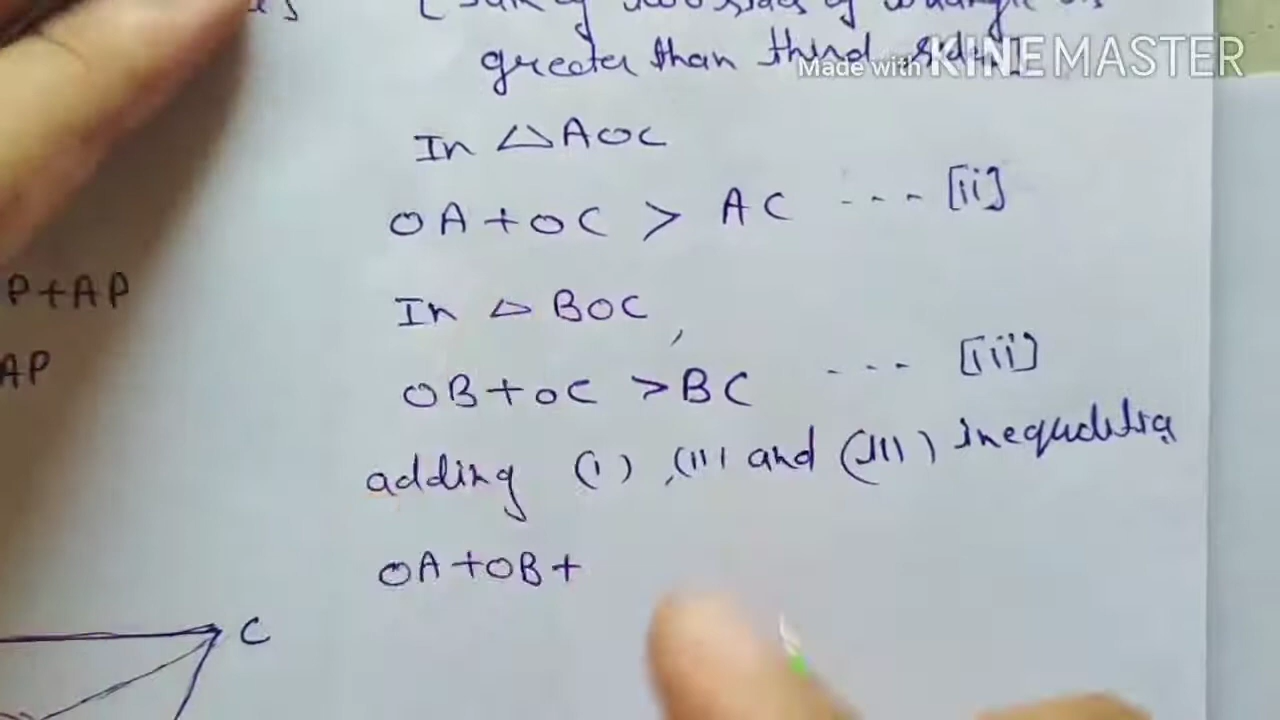 greater than third side]
Made with KINEMASTER
In △AOC
OA+OC > AC --- [ii]
P+AP
In △ BOC,
AP
OB+OC >BC --- [iii]
adding (I), (II) and (III) inequalities
OA+OB+
C